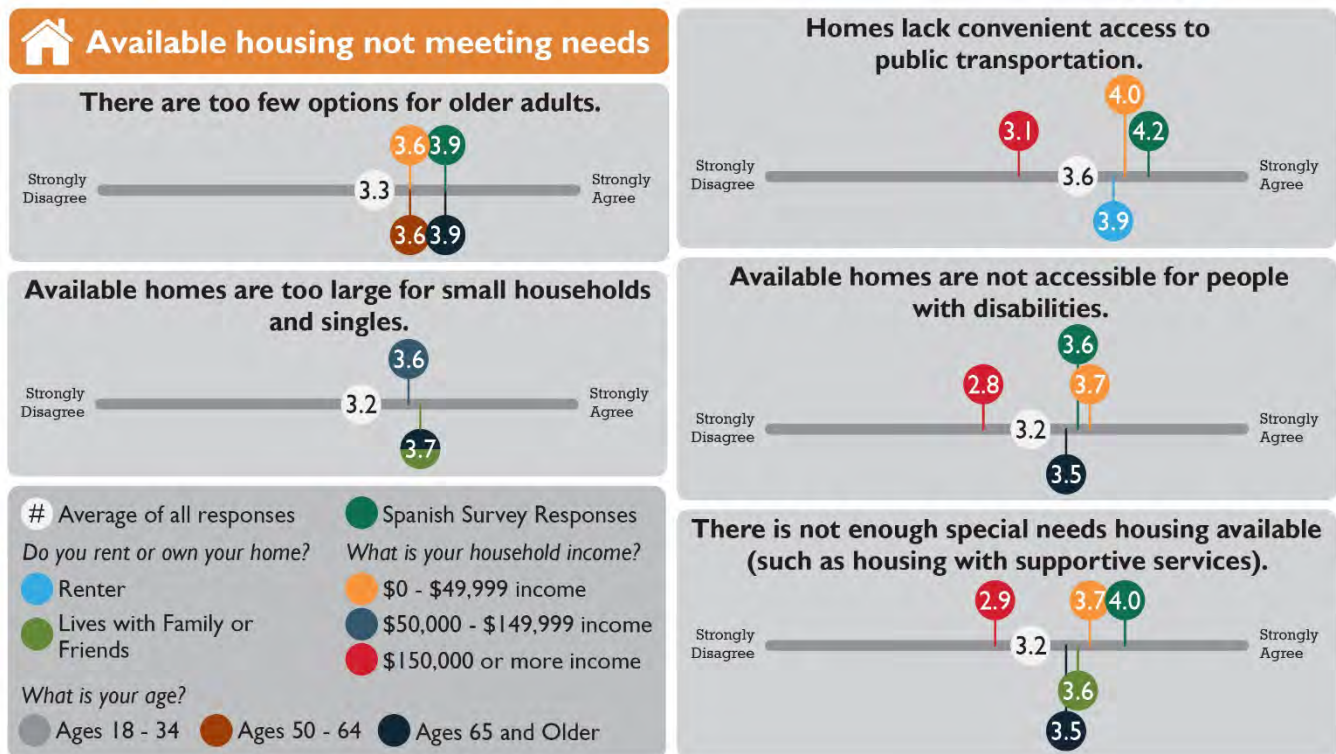 Available housing not meeting needs
There are too few options for older adults.
3.6
3.9
Strongly
Disagree
3.3
Strongly
Agree
3.6
3.9
Available homes are too large for small households
and singles.
3.6
Strongly
Disagree
3.2
Strongly
Agree
3.7
# Average of all responses
Spanish Survey Responses
Do you rent or own your home?
Renter
Lives with Family or
Friends
What is your household income?
$0 - $49,999 income
$50,000 - $149,999 income
$150,000 or more income
What is your age?
Ages 18 - 34
Ages 50 - 64
Ages 65 and Older
Homes lack convenient access to
public transportation.
4.0
3.1
4.2
Strongly
Disagree
3.6
Strongly
Agree
3.9
Available homes are not accessible for people
with disabilities.
3.6
2.8
3.7
Strongly
Disagree
3.2
Strongly
Agree
3.5
There is not enough special needs housing available
(such as housing with supportive services).
2.9
3.7
4.0
Strongly
Disagree
3.2
Strongly
Agree
3.6
3.5